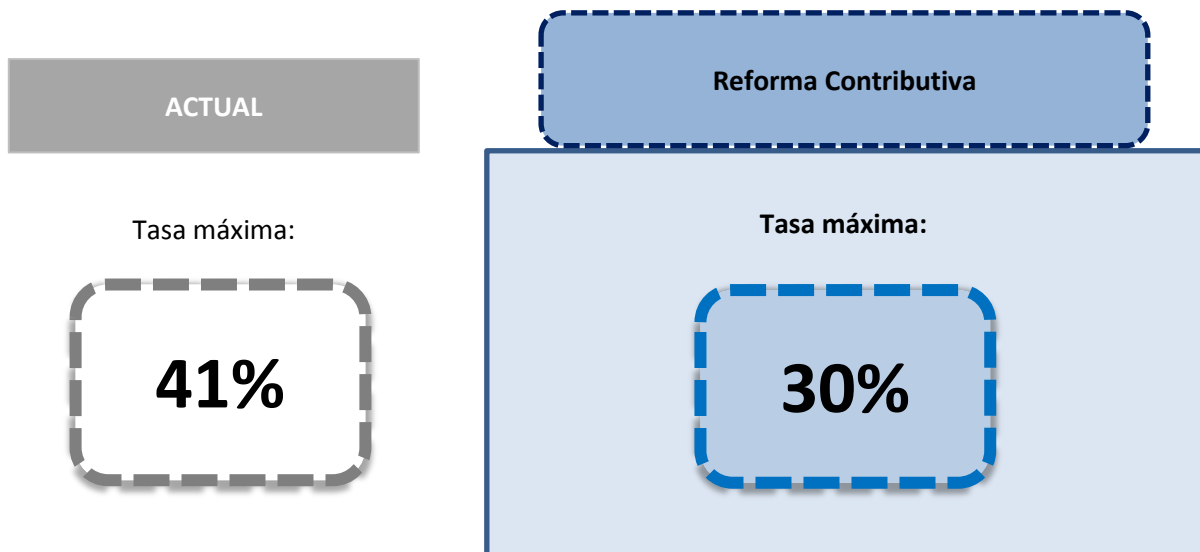 ACTUAL
Tasa máxima:
41%
Reforma Contributiva
Tasa máxima:
30%